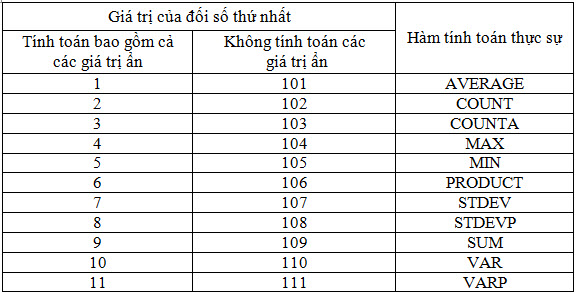 Giá trị của đối số thứ nhất
Hàm tính toán thực sự
Tính toán bao gồm cả
các giá trị ẩn
Không tính toán các
giá trị ẩn
1 101 AVERAGE
2 102 COUNT
3 103 COUNTA
4 104 MAX
5 105 MIN
6 106 PRODUCT
7 107 STDEV
8 108 STDEVP
9 109 SUM
10 110 VAR
11 111 VARP